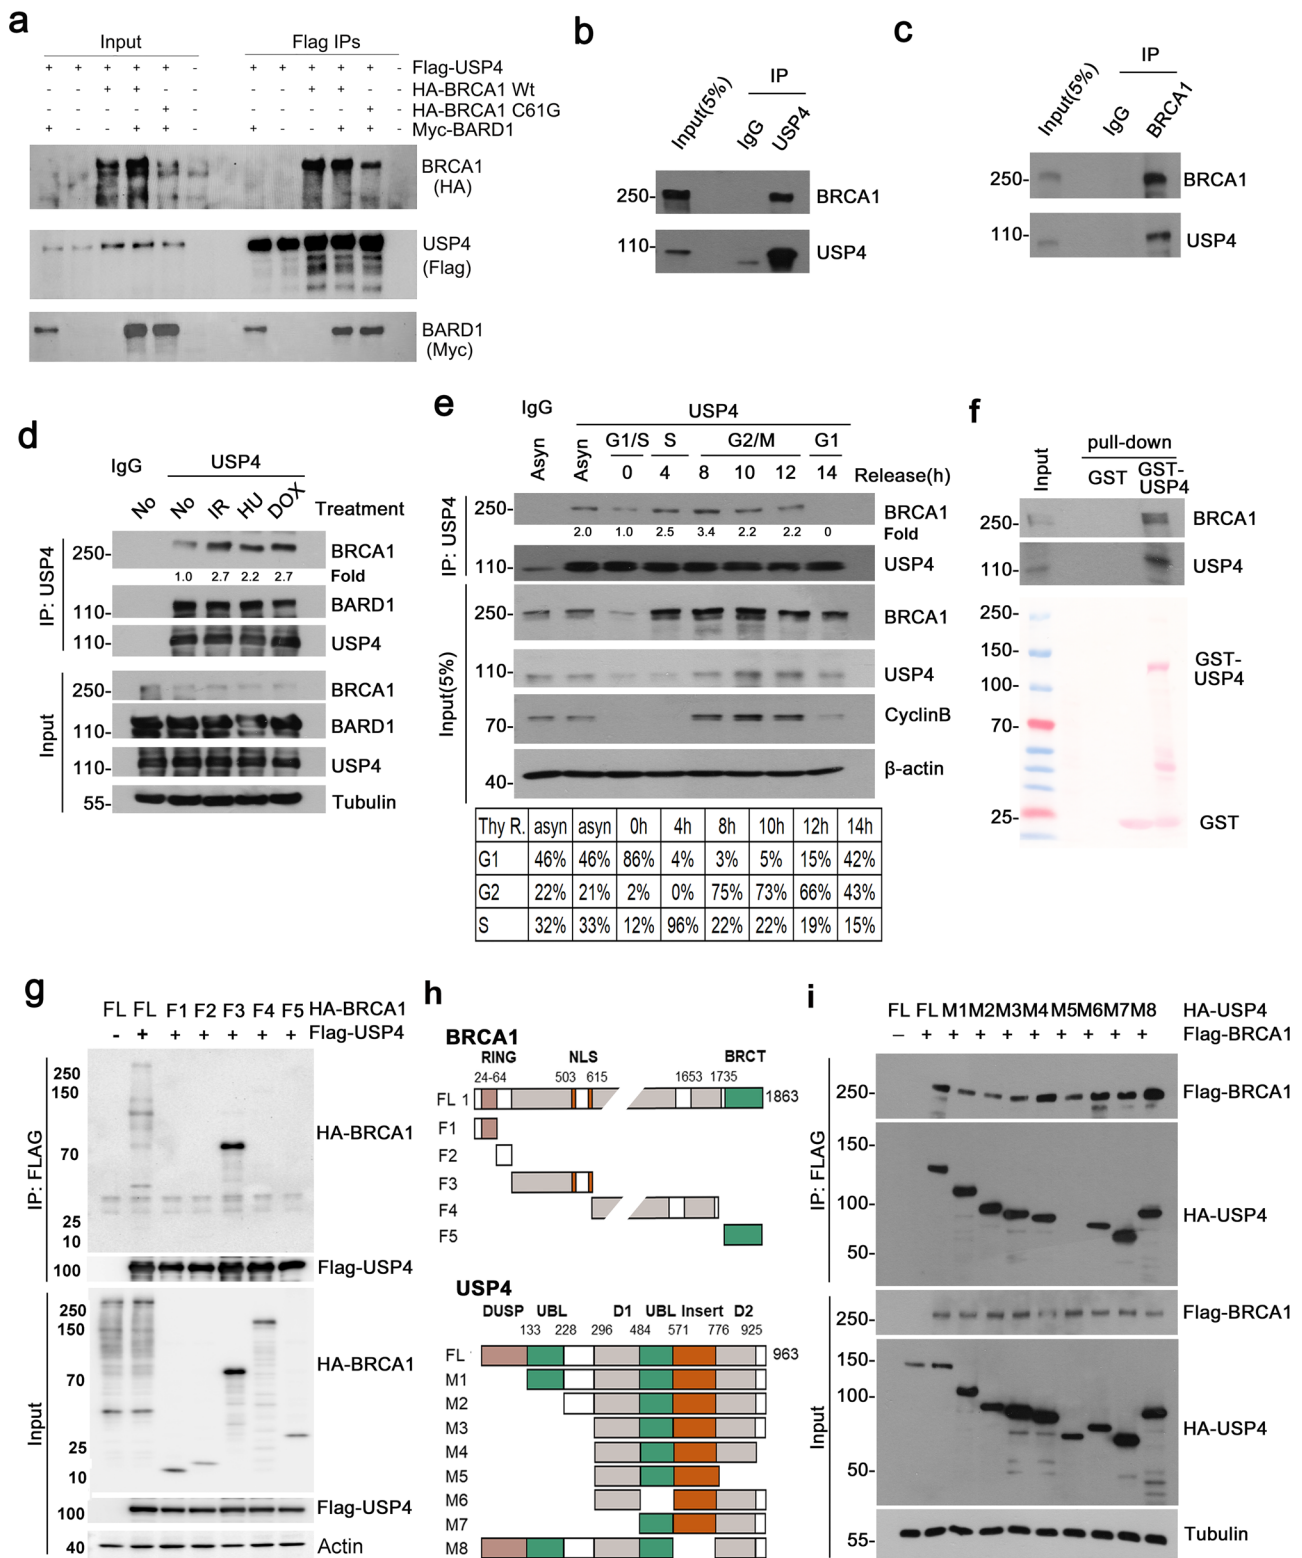 a
Input
Flag IPs
+ + + + + - + + + + + - Flag-USP4
- - + + - - - - + + - - HA-BRCA1 Wt
- - - - + - - - - - + - HA-BRCA1 C61G
+ - - + + - + - - + + - Myc-BARD1
BRCA1
(HA)
USP4
(Flag)
BARD1
(Myc)
b
IP
Input(5%) IgG USP4
250- BRCA1
110- USP4
c
IP
Input(5%) IgG BRCA1
250- BRCA1
110- USP4
d
IgG USP4
No No IR HU DOX Treatment
IP: USP4
250- BRCA1
1.0 2.7 2.2 2.7 Fold
110- BARD1
110- USP4
Input
250- BRCA1
110- BARD1
110- USP4
55- Tubulin
e
IgG USP4
G1/S S G2/M G1
Asyn Asyn 0 4 8 10 12 14 Release(h)
IP: USP4
250- BRCA1
2.0 1.0 2.5 3.4 2.2 2.2 0 Fold
110- USP4
Input(5%)
250- BRCA1
110- USP4
70- CyclinB
40- β-actin
Thy R. asyn asyn 0h 4h 8h 10h 12h 14h
G1 46% 46% 86% 4% 3% 5% 15% 42%
G2 22% 21% 2% 0% 75% 73% 66% 43%
S 32% 33% 12% 96% 22% 22% 19% 15%
f
pull-down
Input GST GST-USP4
250- BRCA1
110- USP4
250-
150-
GST-
USP4
100-
70-
25- GST
g
FL FL F1 F2 F3 F4 F5 HA-BRCA1
- + + + + + + Flag-USP4
IP: FLAG
250
150
HA-BRCA1
70
25
10
100 Flag-USP4
Input
250
150
HA-BRCA1
70
25
10
100 Flag-USP4
40 Actin
h
BRCA1
RING NLS BRCT
24-64 503 615 1653 1735
FL 1 1863
F1
F2
F3
F4
F5
USP4
DUSP UBL D1 UBL Insert D2
133 228 296 484 571 776 925
FL 963
M1
M2
M3
M4
M5
M6
M7
M8
i
FL FL M1 M2 M3 M4 M5 M6 M7 M8 HA-USP4
– + + + + + + + + + Flag-BRCA1
IP: FLAG
250- Flag-BRCA1
150-
100- HA-USP4
50-
Input
250- Flag-BRCA1
150-
100-
HA-USP4
50-
55- Tubulin